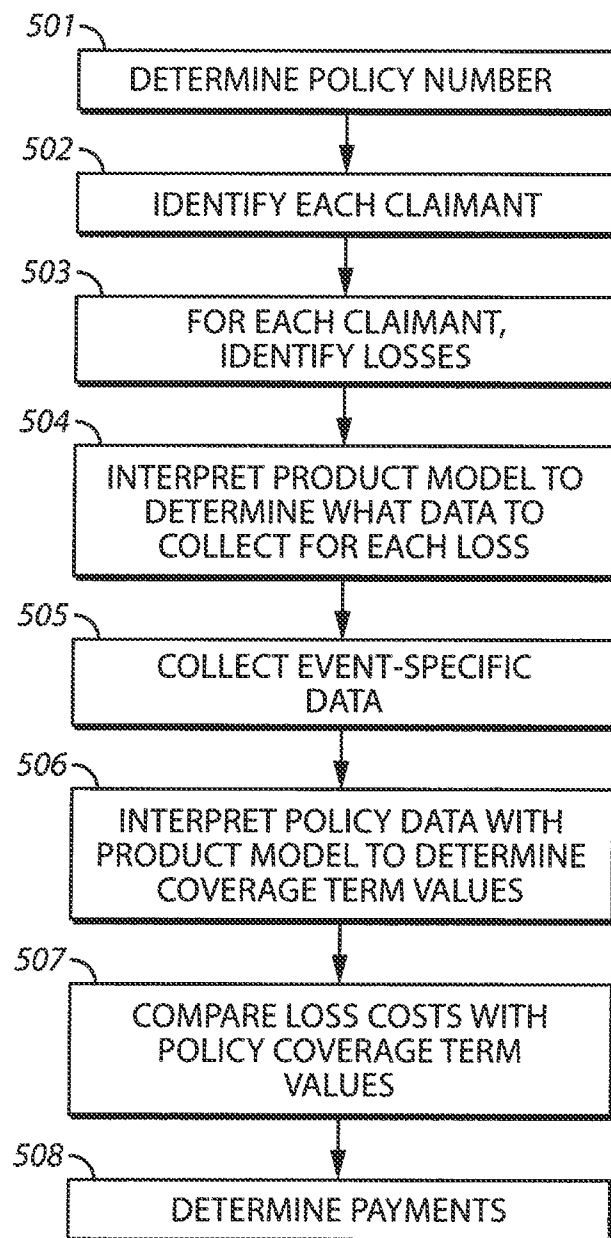 501
DETERMINE POLICY NUMBER
502
IDENTIFY EACH CLAIMANT
503
FOR EACH CLAIMANT,
IDENTIFY LOSSES
504
INTERPRET PRODUCT MODEL TO
DETERMINE WHAT DATA TO
COLLECT FOR EACH LOSS
505
COLLECT EVENT-SPECIFIC
DATA
506
INTERPRET POLICY DATA WITH
PRODUCT MODEL TO DETERMINE
COVERAGE TERM VALUES
507
COMPARE LOSS COSTS WITH
POLICY COVERAGE TERM
VALUES
508
DETERMINE PAYMENTS